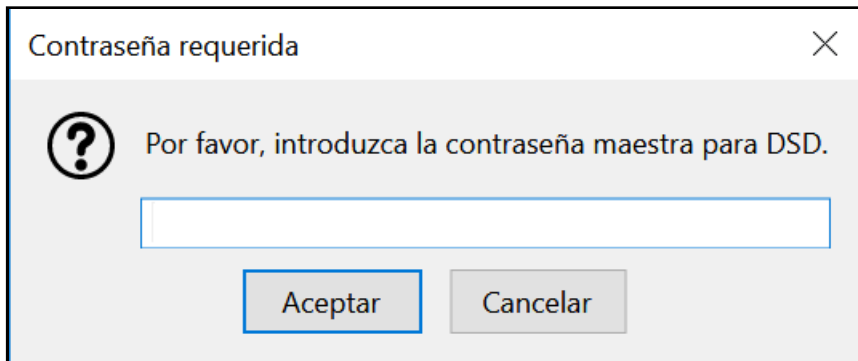 Contraseña requerida
Por favor, introduzca la contraseña maestra para DSD.
Aceptar
Cancelar